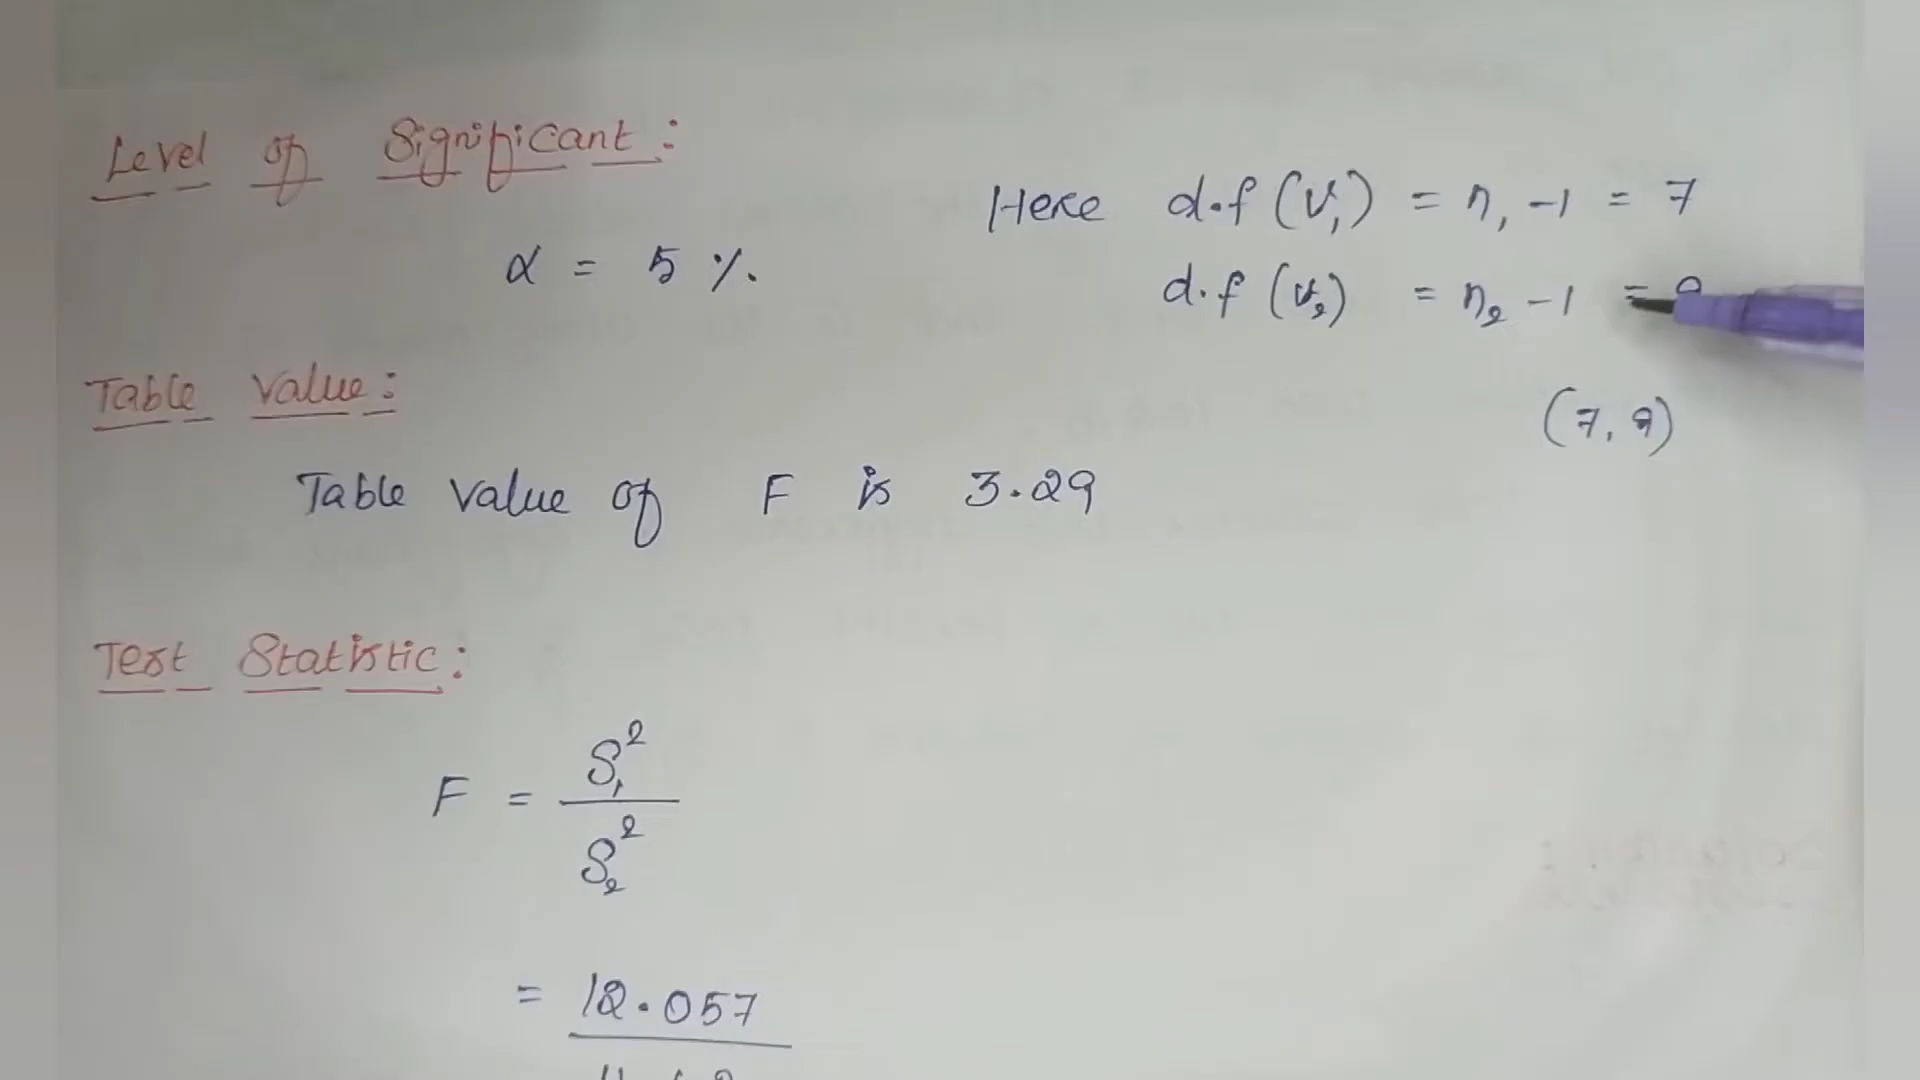 Level of Significant :
α = 5 %.
Here d.f (V₁) = n₁ -1 = 7
d.f (V₂) = n₂ -1 =
(7, 9)
Table Value :
Table Value of F is 3.29
Test Statistic :
F = S₁² / S₂²
= 12.057